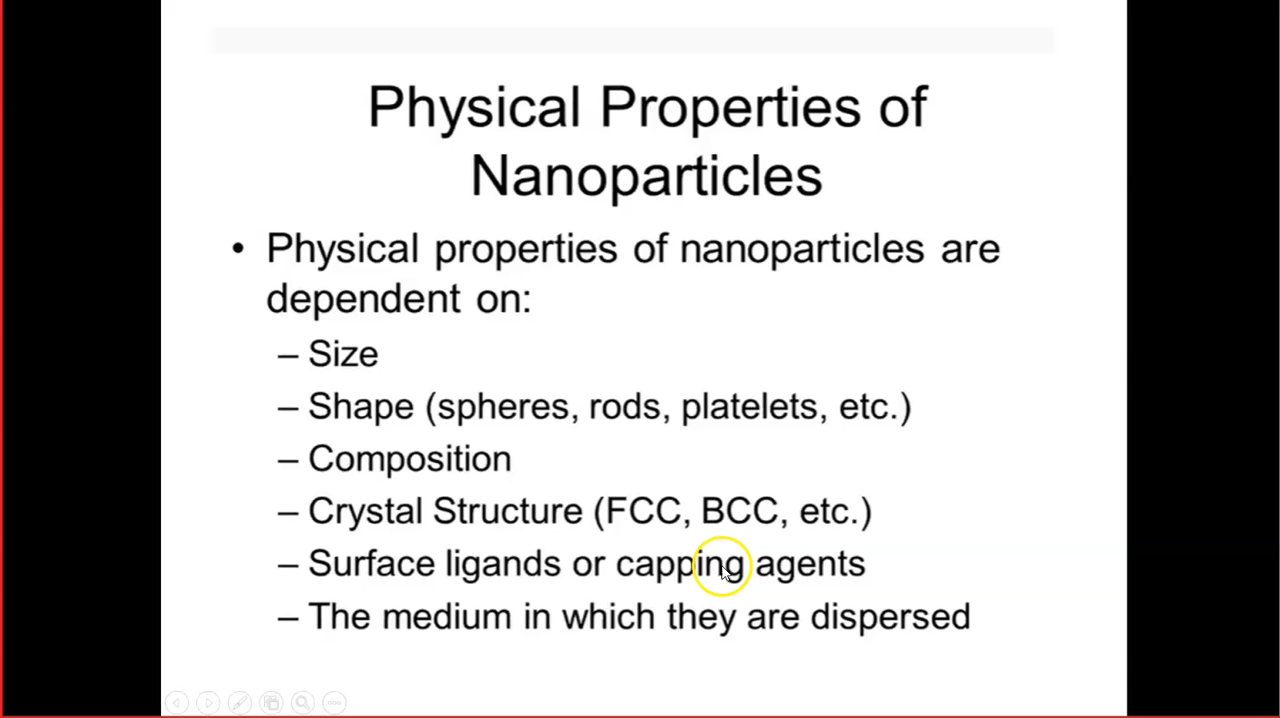 Physical Properties of
Nanoparticles
• Physical properties of nanoparticles are
dependent on:
– Size
– Shape (spheres, rods, platelets, etc.)
– Composition
– Crystal Structure (FCC, BCC, etc.)
– Surface ligands or capping agents
– The medium in which they are dispersed